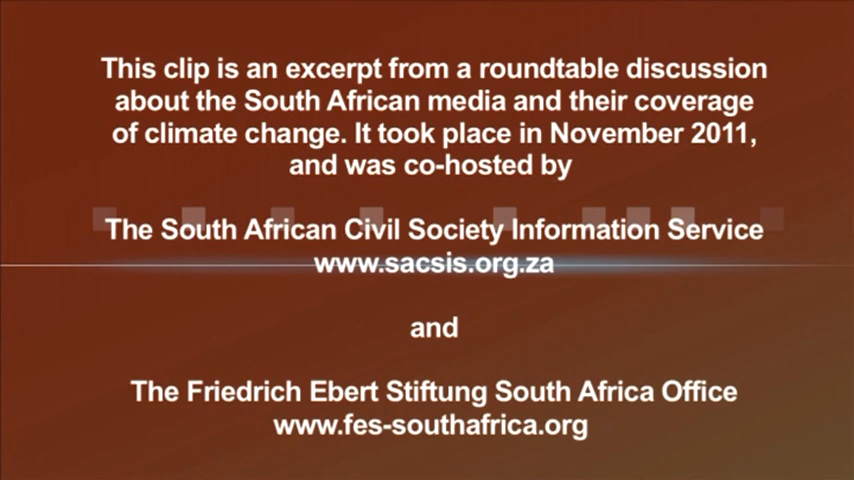 This clip is an excerpt from a roundtable discussion
about the South African media and their coverage
of climate change. It took place in November 2011,
and was co-hosted by
The South African Civil Society Information Service
www.sacsis.org.za
and
The Friedrich Ebert Stiftung South Africa Office
www.fes-southafrica.org